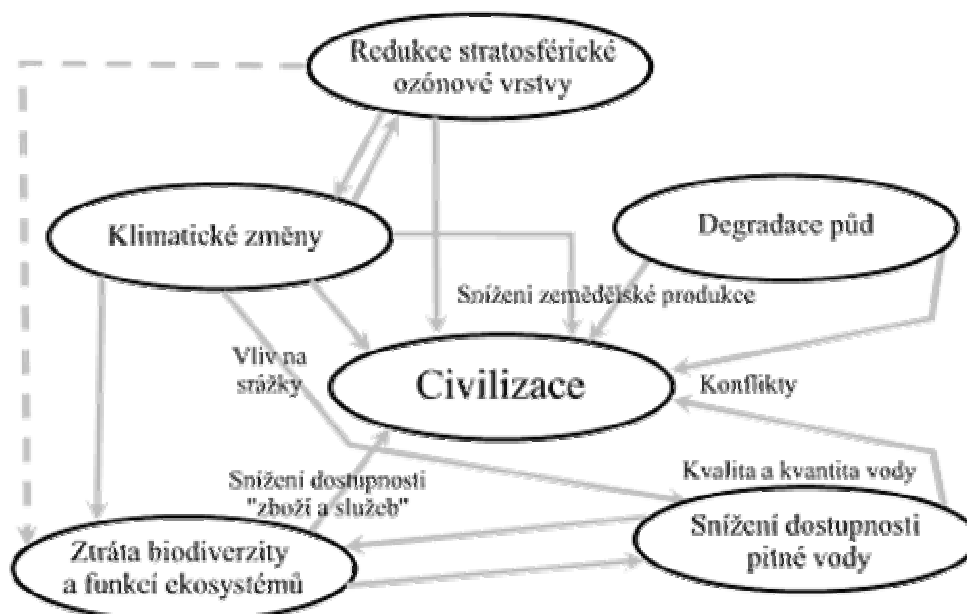 Redukce stratosférické
ozónové vrstvy
Klimatické změny
Degradace půd
Snížení zemědělské produkce
Vliv na
srážky
Civilizace
Konflikty
Snížení dostupnosti
"zboží a služeb"
Kvalita a kvantita vody
Ztráta biodiverzity
a funkcí ekosystémů
Snížení dostupnosti
pitné vody